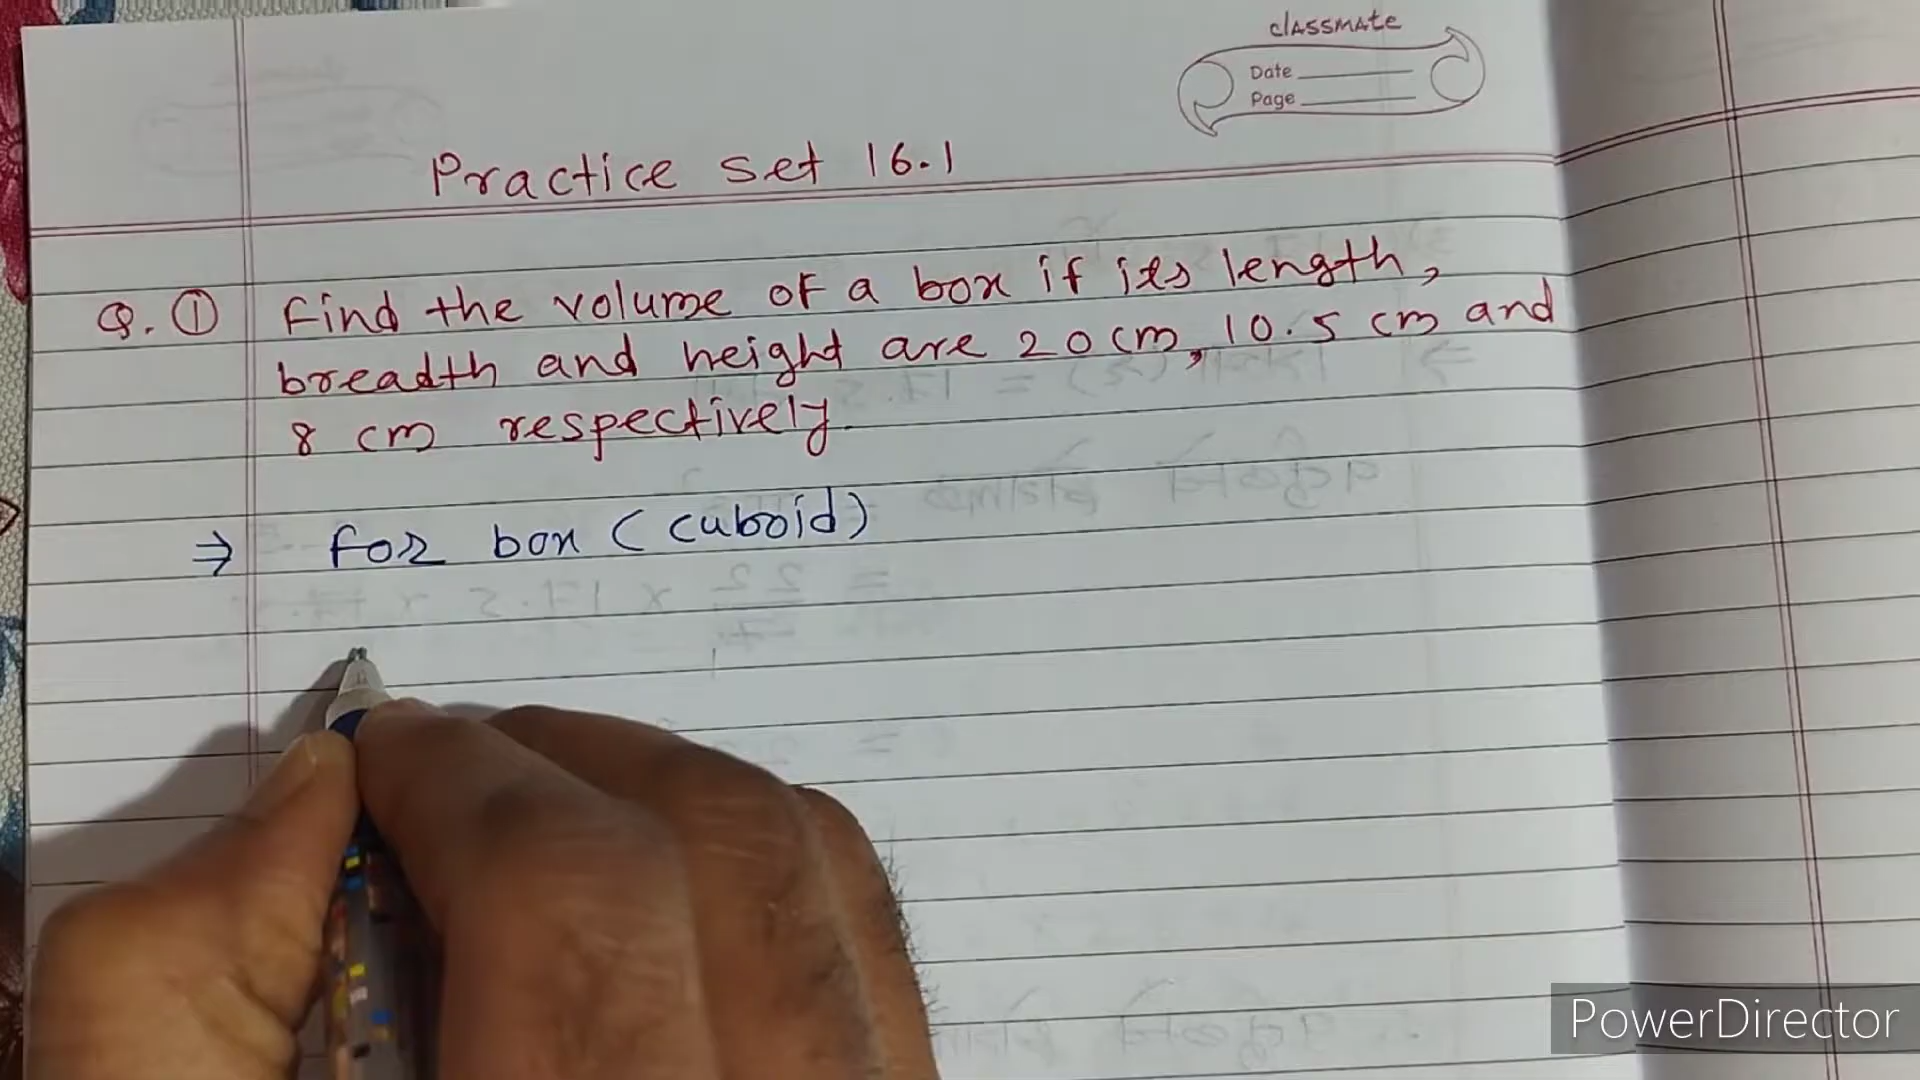 classmate
Date
Page
Practice set 16.1
Q. ① Find the volume of a box if its length,
breadth and height are 20 cm, 10.5 cm and
8 cm respectively.
⇒ for box (cuboid)
PowerDirector